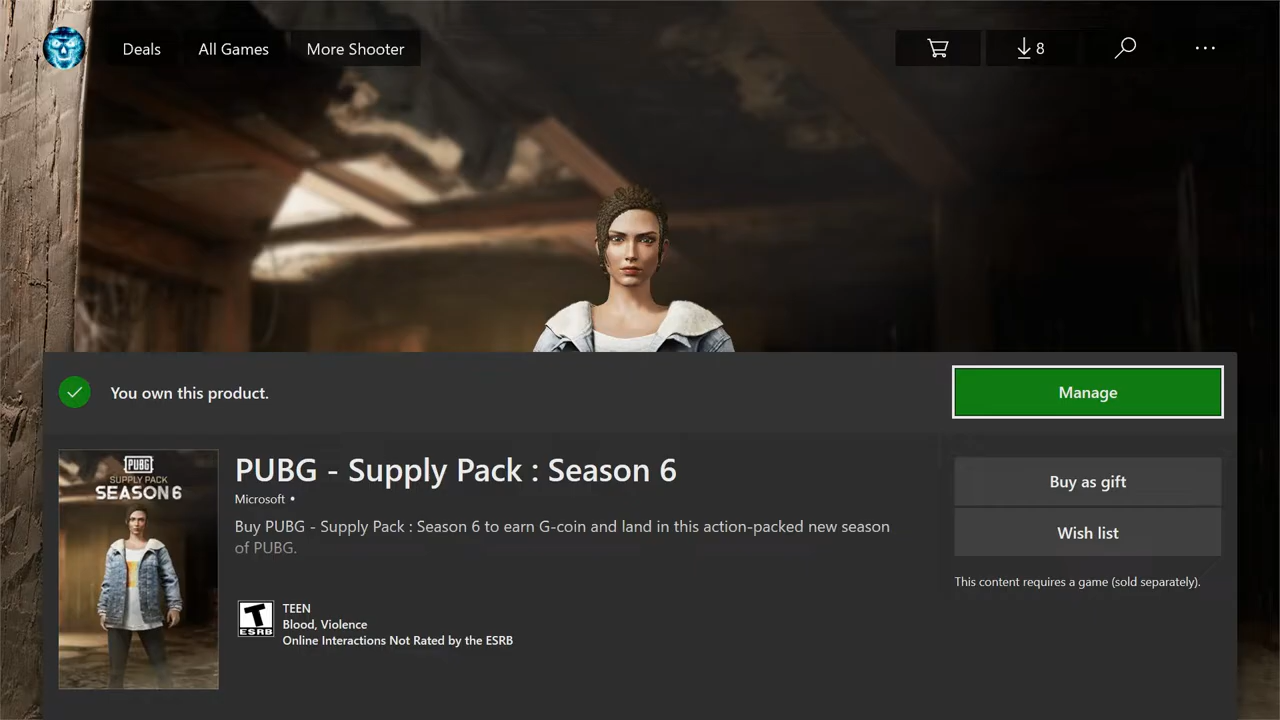 Deals
All Games
More Shooter
8
You own this product.
Manage
PUBG
SUPPLY PACK
SEASON 6
PUBG - Supply Pack : Season 6
Microsoft •
Buy PUBG - Supply Pack : Season 6 to earn G-coin and land in this action-packed new season
of PUBG.
T
ESRB
TEEN
Blood, Violence
Online Interactions Not Rated by the ESRB
Buy as gift
Wish list
This content requires a game (sold separately).